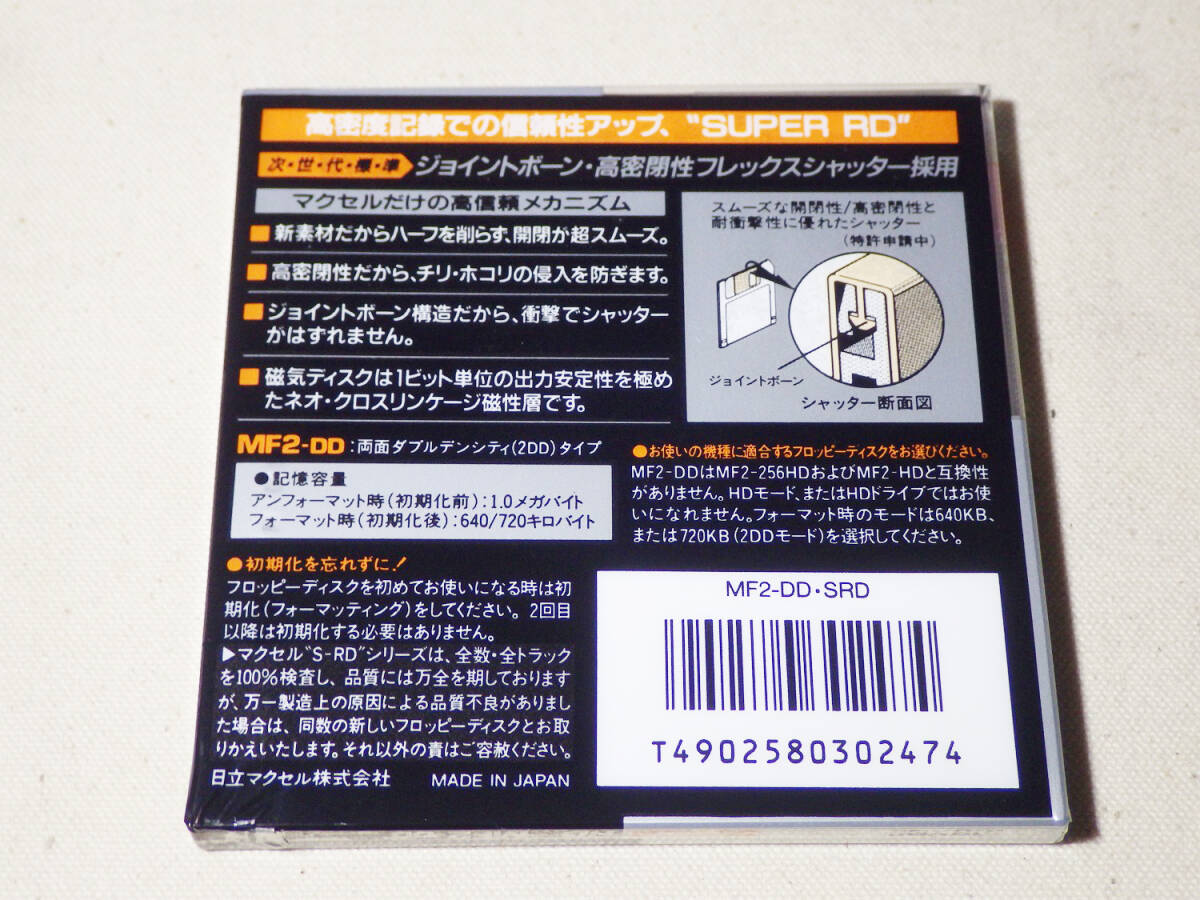 高密度記録での信頼性アップ、“SUPER RD”
次・世・代・標・準 ジョイントボーン・高密閉性フレックスシャッター採用
マクセルだけの高信頼メカニズム
■新素材だからハーフを削らず、開閉が超スムーズ。
■高密閉性だから、チリ・ホコリの侵入を防ぎます。
■ジョイントボーン構造だから、衝撃でシャッター
がはずれません。
■磁気ディスクは1ビット単位の出力安定性を極め
たネオ・クロスリンケージ磁性層です。
スムーズな開閉性/高密閉性と
耐衝撃性に優れたシャッター
(特許申請中)
ジョイントボーン
シャッター断面図
MF2-DD:両面ダブルデンシティ(2DD)タイプ
●記憶容量
アンフォーマット時(初期化前):1.0メガバイト
フォーマット時(初期化後):640/720キロバイト
●お使いの機種に適合するフロッピーディスクをお選びください。
MF2-DDはMF2-256HDおよびMF2-HDと互換性
がありません。HDモード、またはHDドライブではお使
いになれません。フォーマット時のモードは640KB、
または720KB(2DDモード)を選択してください。
●初期化を忘れずに!
フロッピーディスクを初めてお使いになる時は初
期化(フォーマッティング)をしてください。2回目
以降は初期化する必要はありません。
▶マクセル“S-RD”シリーズは、全数・全トラック
を100%検査し、品質には万全を期しております
が、万一製造上の原因による品質不良がありまし
た場合は、同数の新しいフロッピーディスクとお取
りかえいたします。それ以外の責はご容赦ください。
日立マクセル株式会社 MADE IN JAPAN
MF2-DD・SRD
T4902580302474